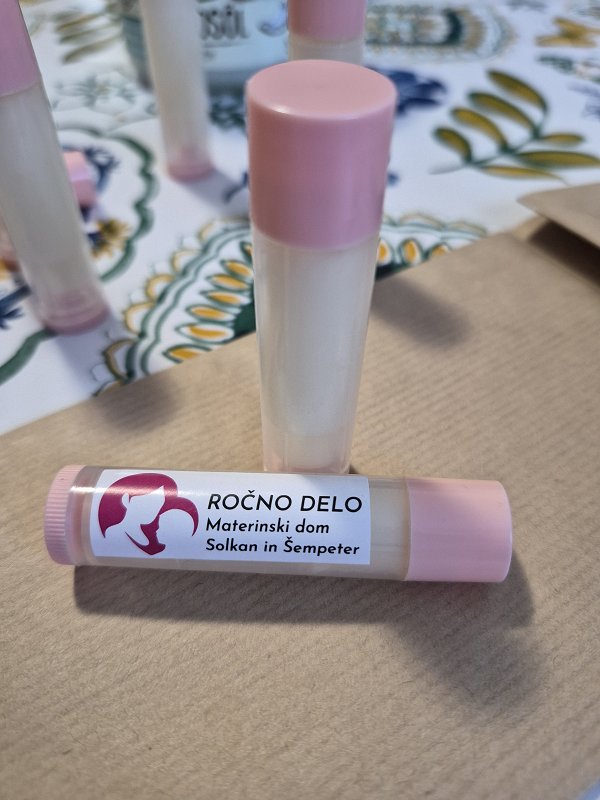 ROČNO DELO
Materinski dom
Solkan in Šempeter